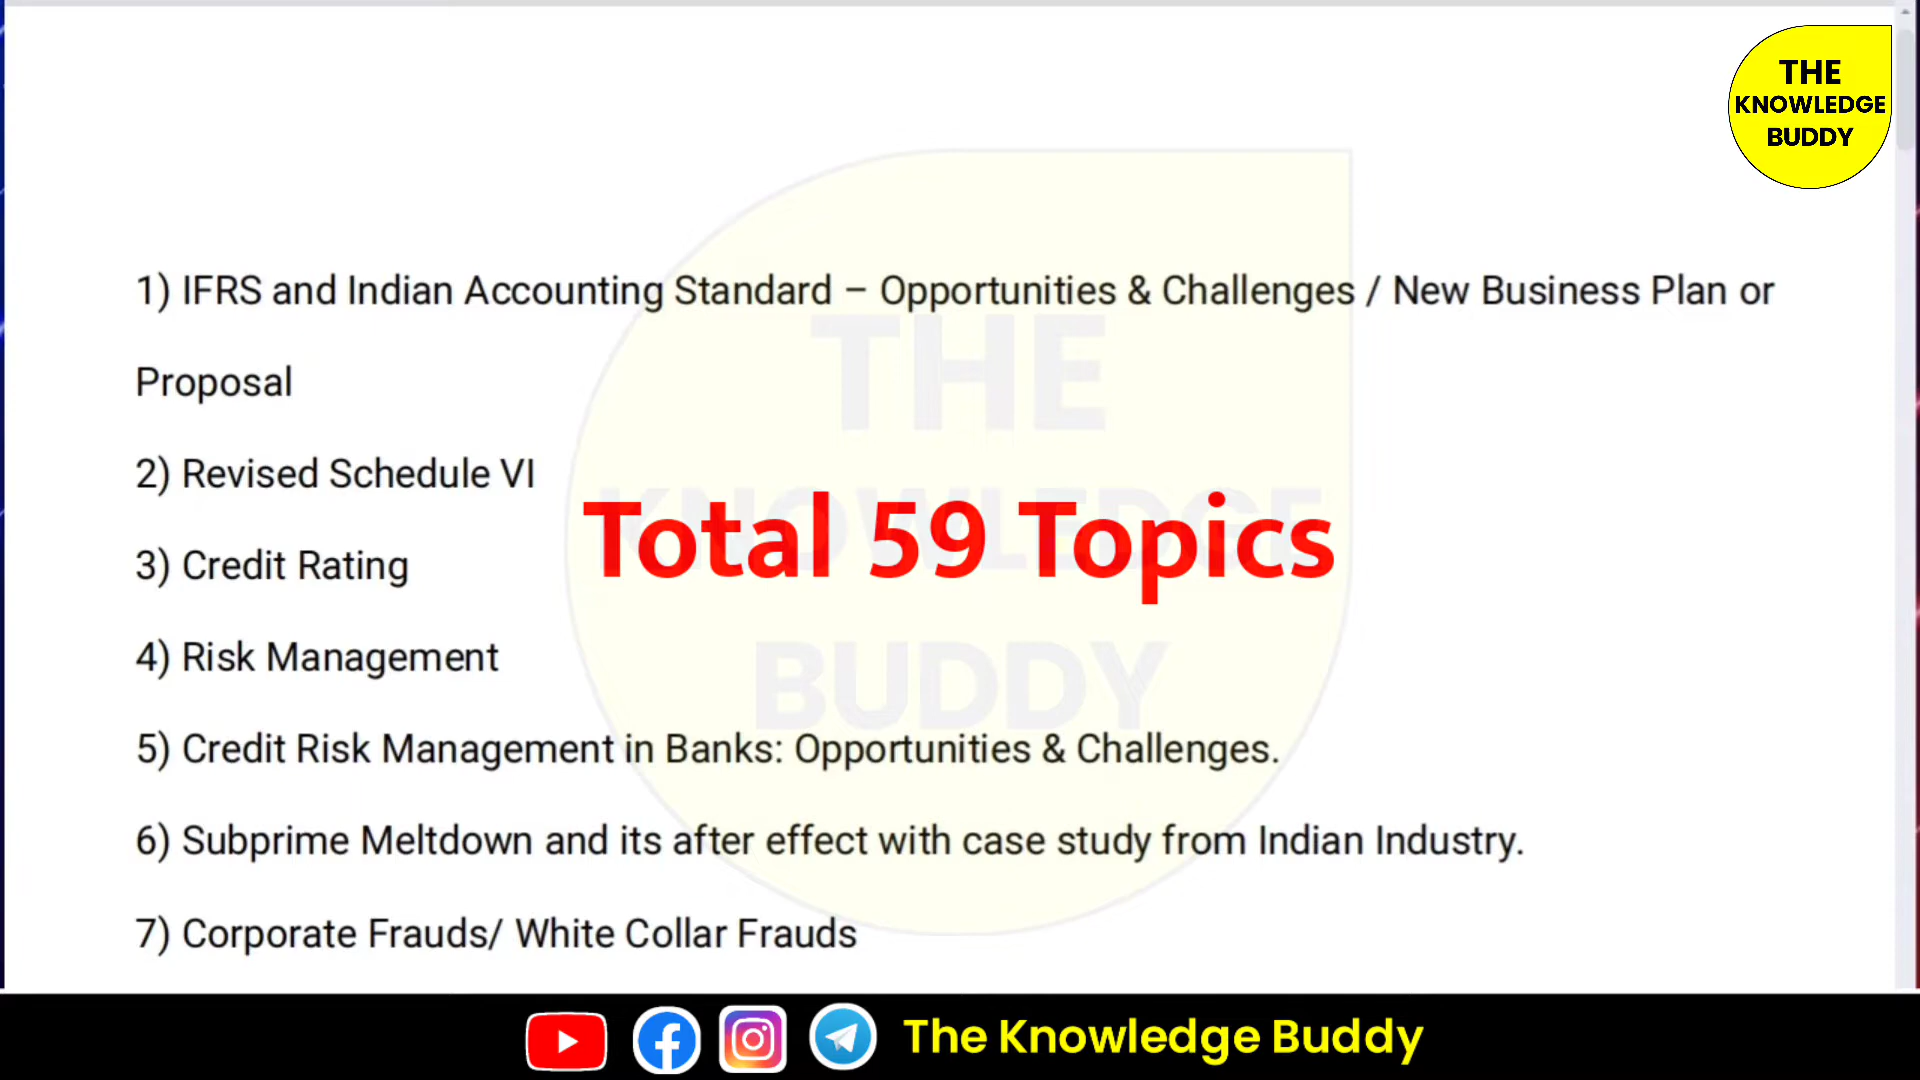 THE
KNOWLEDGE
BUDDY
1) IFRS and Indian Accounting Standard – Opportunities & Challenges / New Business Plan or
Proposal
THE
2) Revised Schedule VI
KNOWLEDGE
Total 59 Topics
3) Credit Rating
4) Risk Management
BUDDY
5) Credit Risk Management in Banks: Opportunities & Challenges.
6) Subprime Meltdown and its after effect with case study from Indian Industry.
7) Corporate Frauds/ White Collar Frauds
The Knowledge Buddy